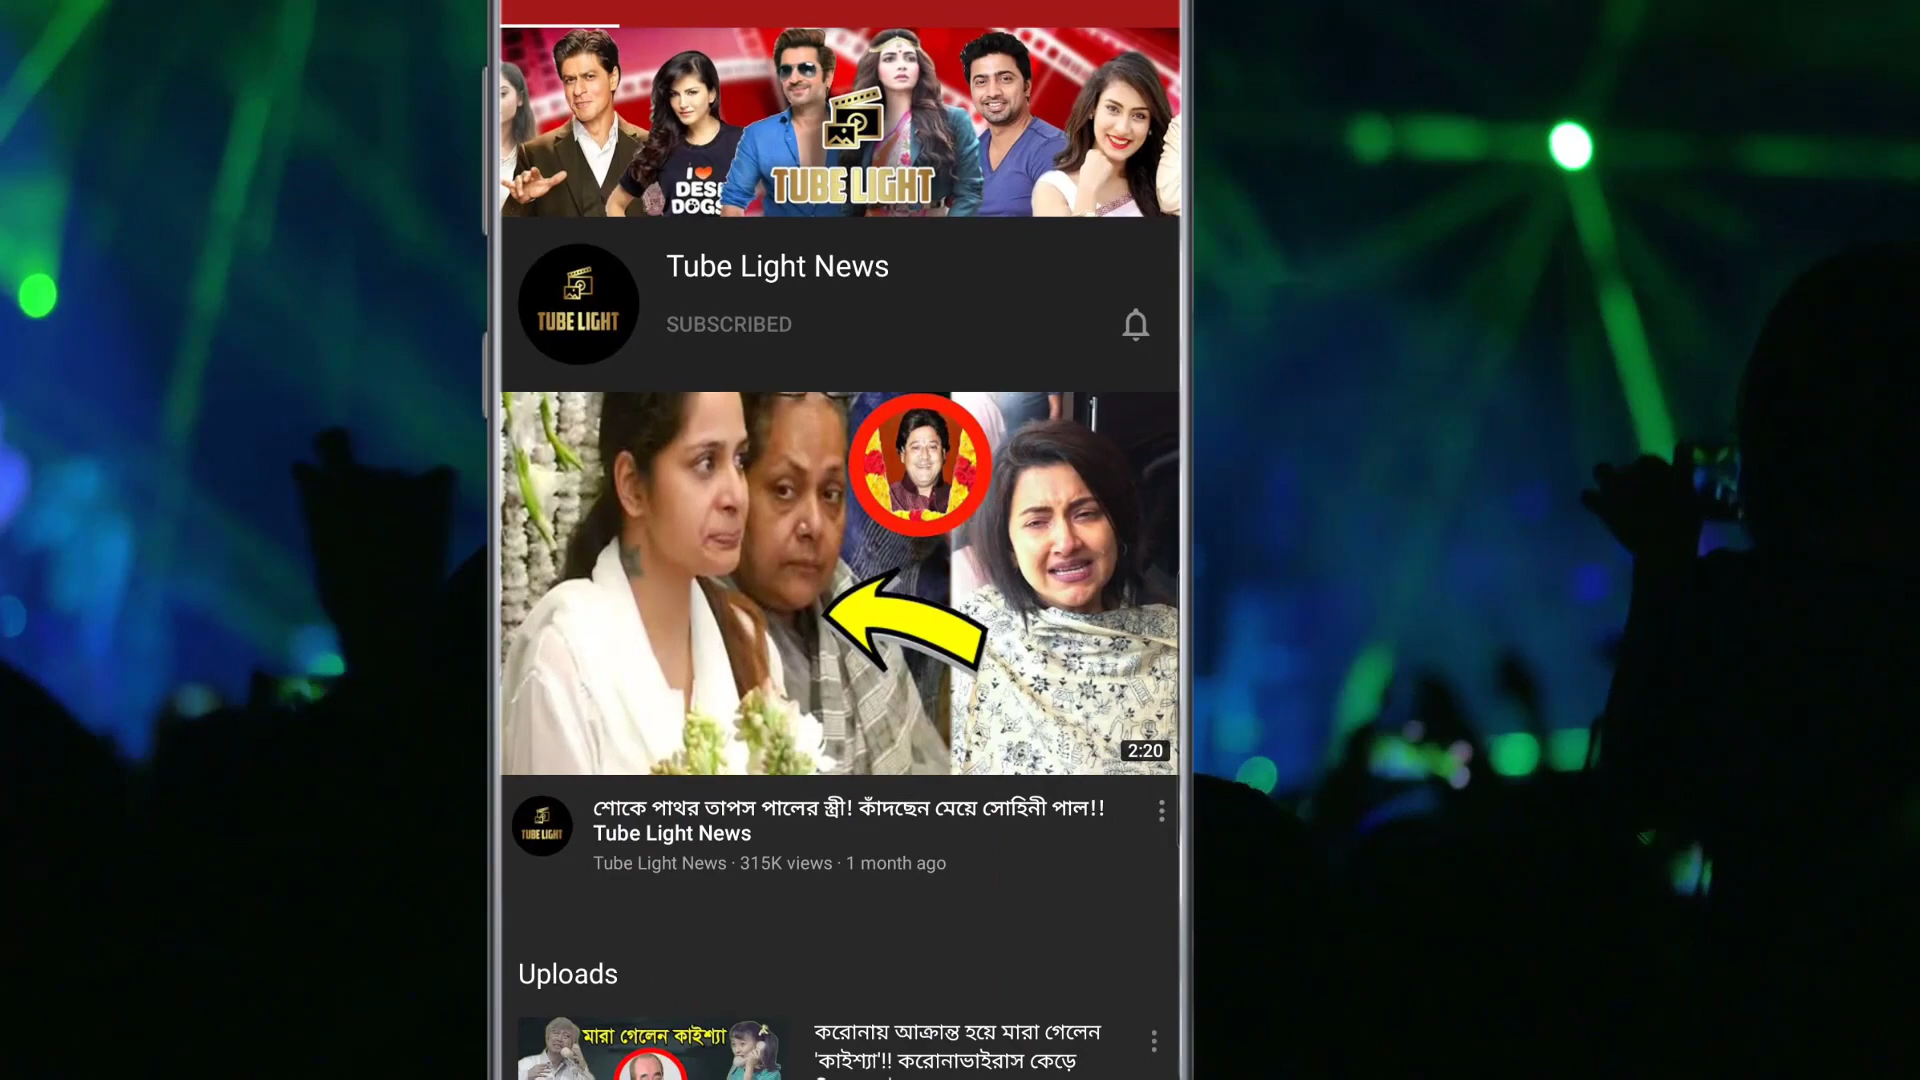 I
DESI
DOGS
TUBE LIGHT
Tube Light News
TUBE LIGHT
SUBSCRIBED
2:20
শোকে পাথর তাপস পালের স্ত্রী! কাঁদছেন মেয়ে সোহিনী পাল!!
Tube Light News
TUBE LIGHT
Tube Light News · 315K views · 1 month ago
Uploads
মারা গেলেন কাইশ্যা
করোনায় আক্রান্ত হয়ে মারা গেলেন
'কাইশ্যা'!! করোনাভাইরাস কেড়ে